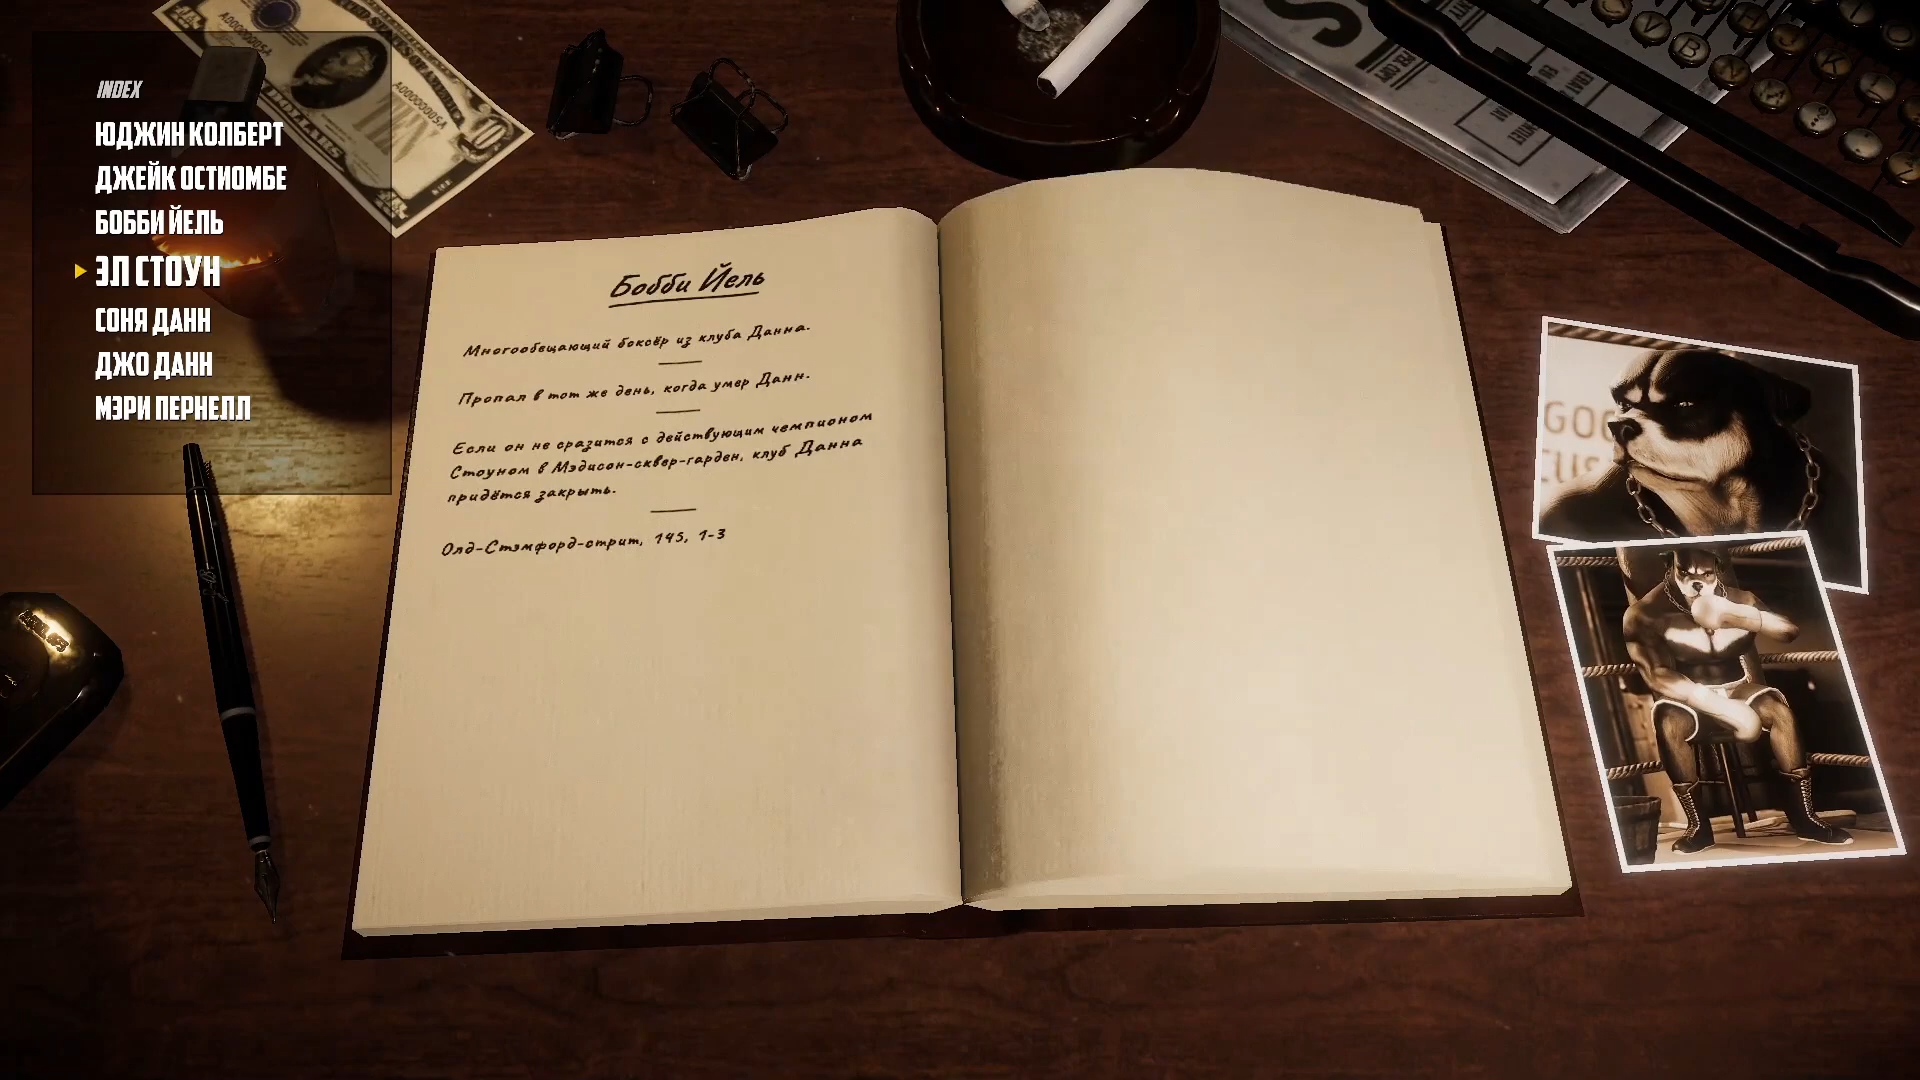 INDEX
ЮДЖИН КОЛБЕРТ
ДЖЕЙК ОСТИОМБЕ
БОББИ ЙЕЛЬ
ЭЛ СТОУН
СОНЯ ДАНН
ДЖО ДАНН
МЭРИ ПЕРНЕЛЛ
Бобби Йель
Многообещающий боксёр из клуба Данна.
Пропал в тот же день, когда умер Данн.
Если он не сразится с действующим чемпионом
Стоуном в Мэдисон-сквер-гарден, клуб Данна
придётся закрыть.
Олд-Стэмфорд-стрит, 145, 1-3